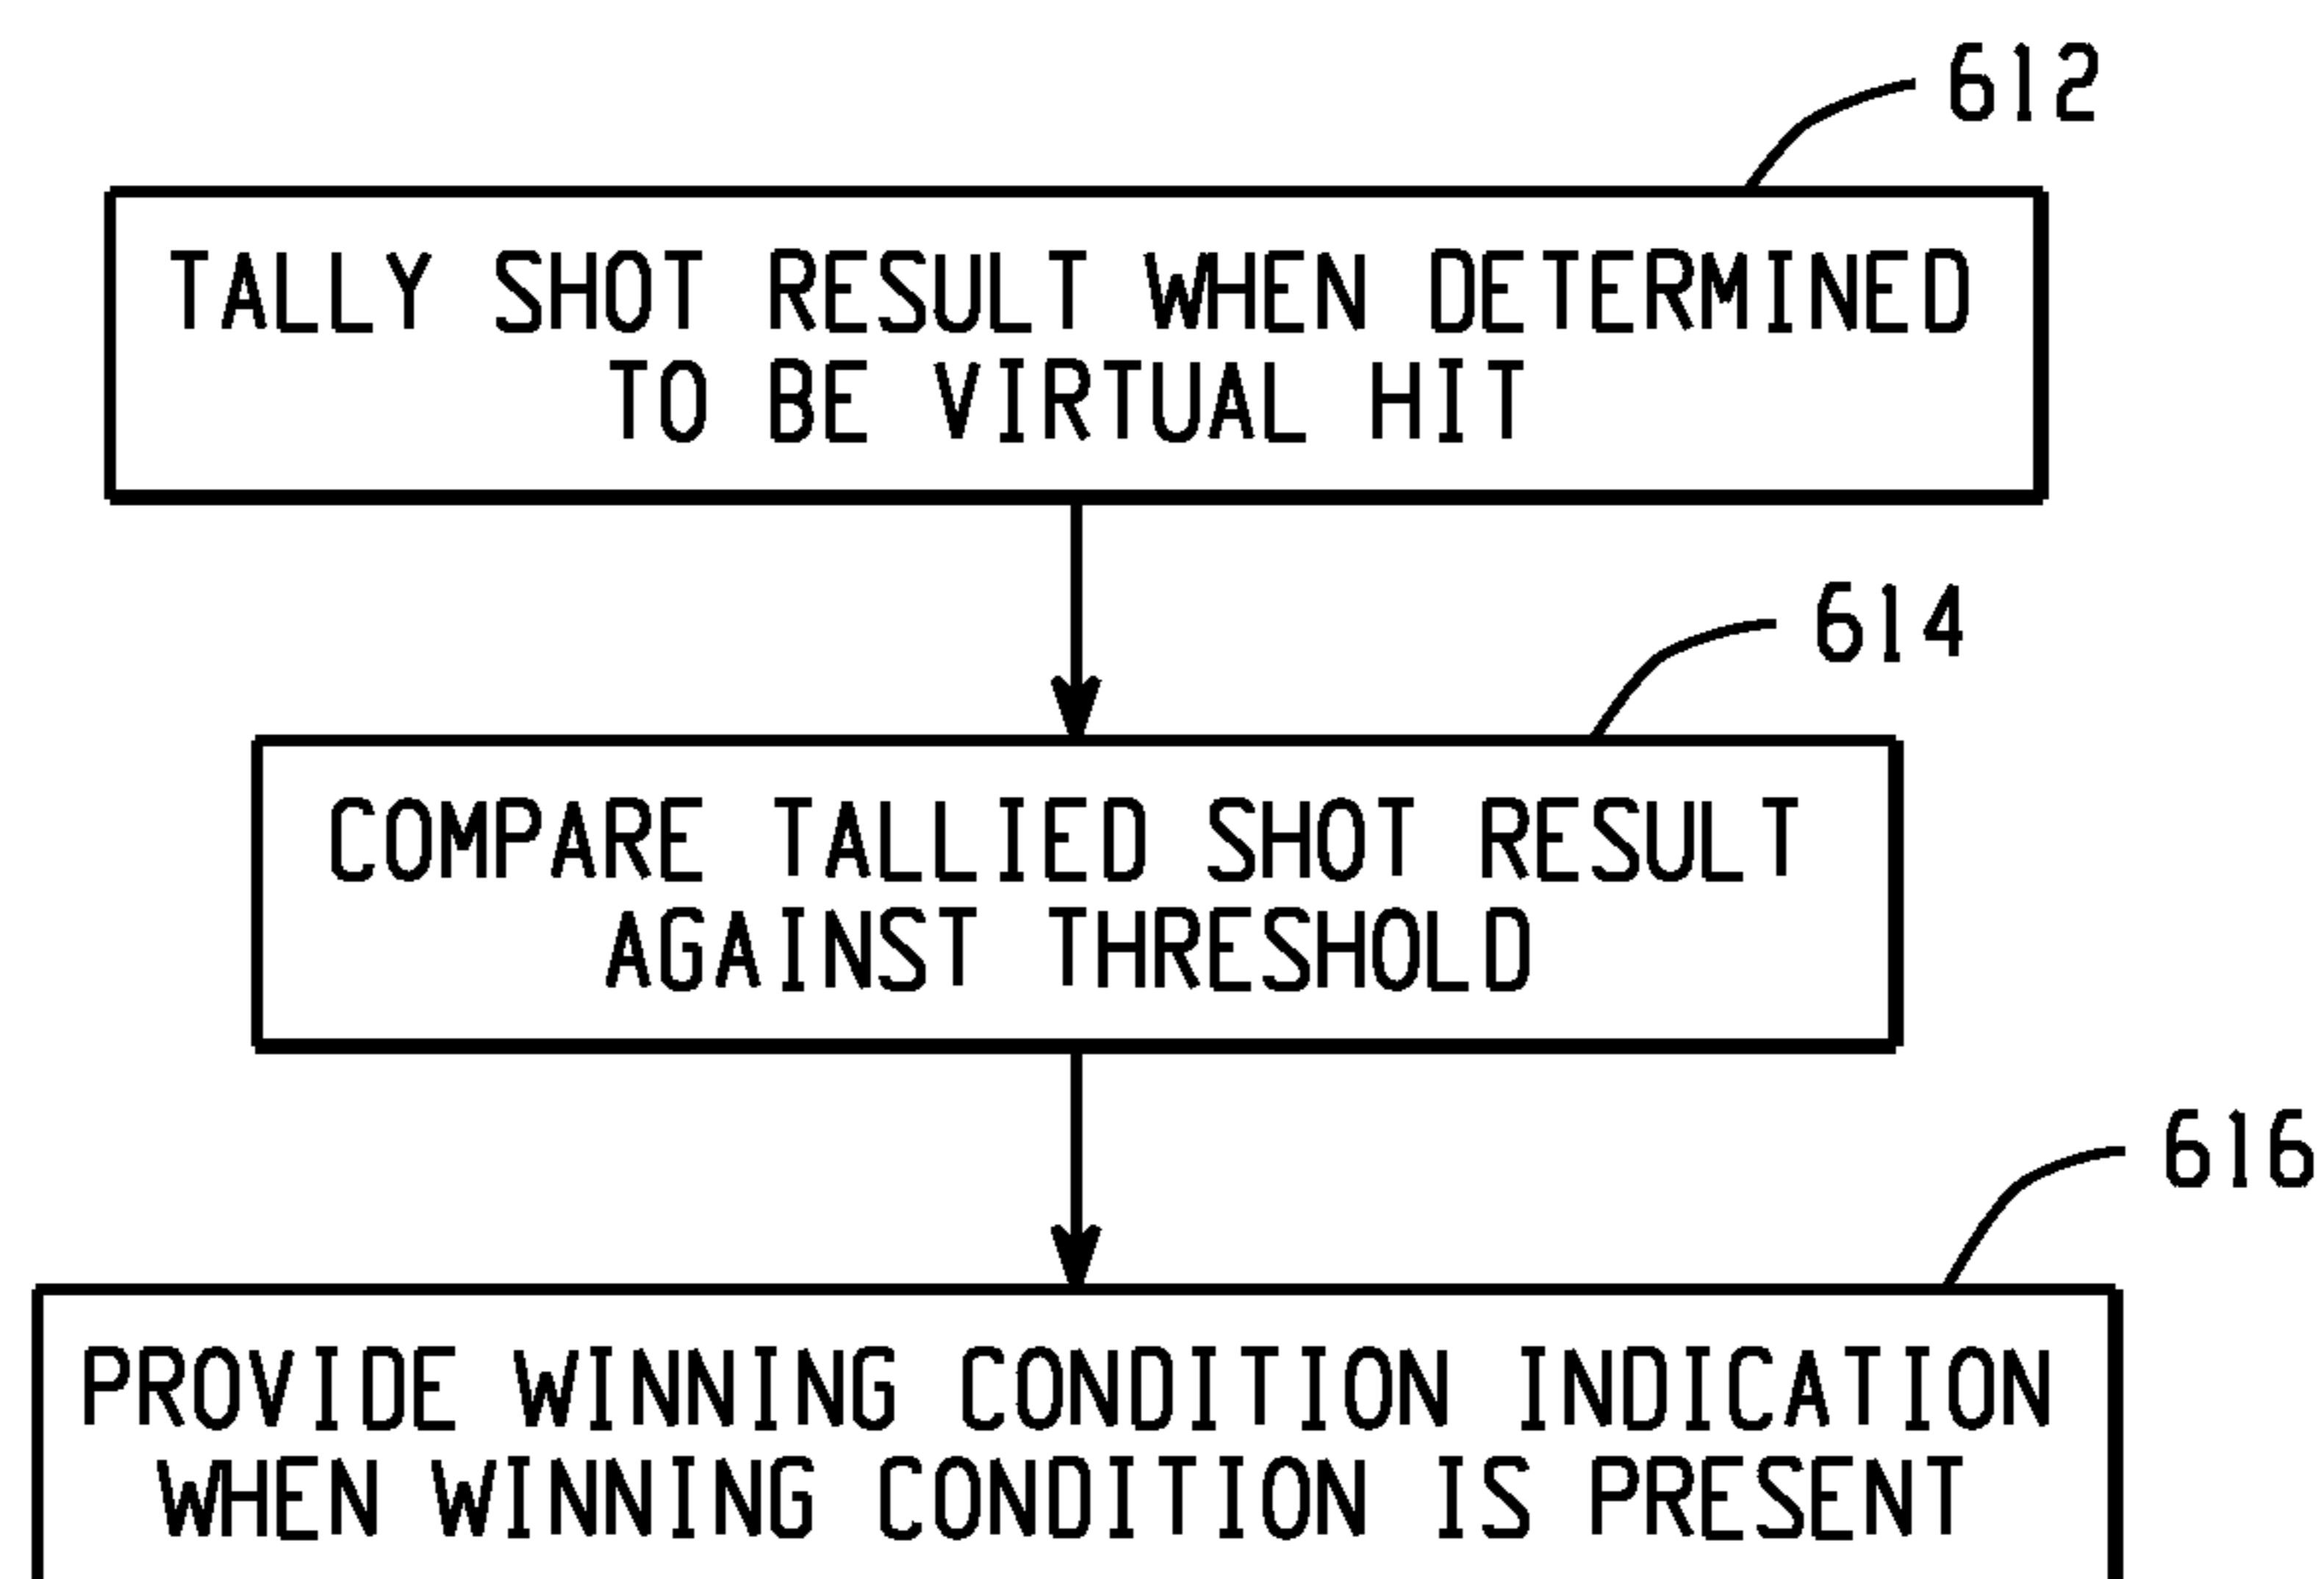 612
TALLY SHOT RESULT WHEN DETERMINED
TO BE VIRTUAL HIT
614
COMPARE TALLIED SHOT RESULT
AGAINST THRESHOLD
616
PROVIDE WINNING CONDITION INDICATION
WHEN WINNING CONDITION IS PRESENT